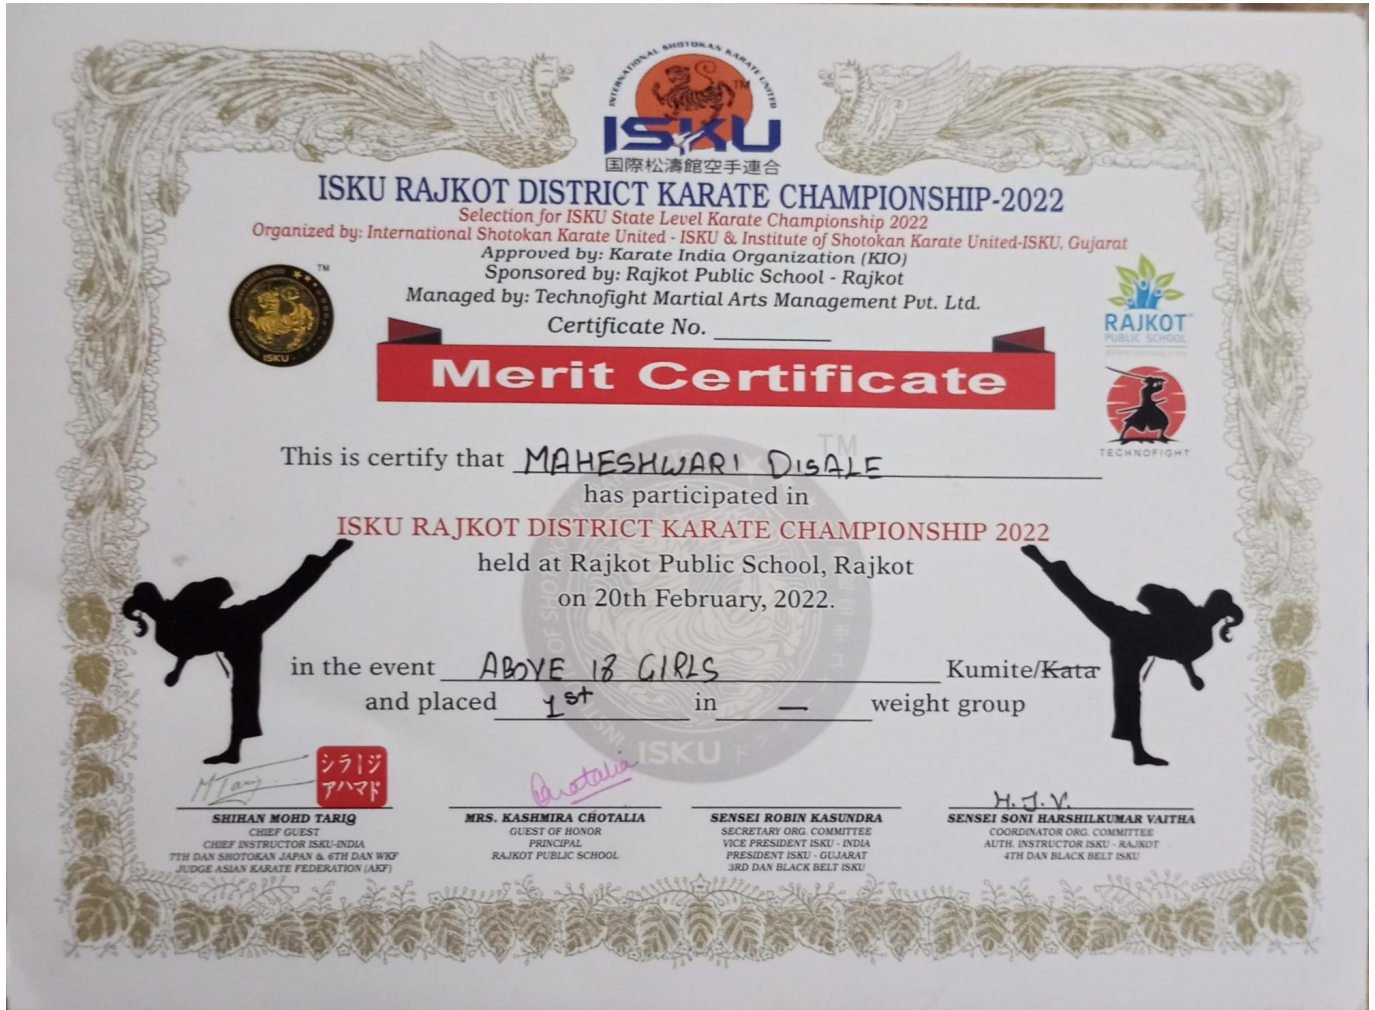 INTERNATIONAL SHOTOKAN KARATE UNITED
TM
ISKU
国際松濤館空手連合
ISKU RAJKOT DISTRICT KARATE CHAMPIONSHIP-2022
Selection for ISKU State Level Karate Championship 2022
Organized by: International Shotokan Karate United - ISKU & Institute of Shotokan Karate United-ISKU, Gujarat
Approved by: Karate India Organization (KIO)
Sponsored by: Rajkot Public School - Rajkot
Managed by: Technofight Martial Arts Management Pvt. Ltd.
Certificate No.
TM
ISKU
RAJKOT
PUBLIC SCHOOL
Merit Certificate
TECHNOFIGHT
TM
This is certify that MAHESHWARI DISALE
has participated in
ISKU RAJKOT DISTRICT KARATE CHAMPIONSHIP 2022
held at Rajkot Public School, Rajkot
on 20th February, 2022.
in the event ABOVE 18 GIRLS Kumite/Kata
and placed 1st in — weight group
ISKU
M Tariq
シラージ
アハマド
Chotalia
H.J.V.
SHIHAN MOHD TARIQ
CHIEF GUEST
CHIEF INSTRUCTOR ISKU-INDIA
7TH DAN SHOTOKAN JAPAN & 6TH DAN WKF
JUDGE ASIAN KARATE FEDERATION (AKF)
MRS. KASHMIRA CHOTALIA
GUEST OF HONOR
PRINCIPAL
RAJKOT PUBLIC SCHOOL
SENSEI ROBIN KASUNDRA
SECRETARY ORG. COMMITTEE
VICE PRESIDENT ISKU - INDIA
PRESIDENT ISKU - GUJARAT
3RD DAN BLACK BELT ISKU
SENSEI SONI HARSHILKUMAR VAITHA
COORDINATOR ORG. COMMITTEE
AUTH. INSTRUCTOR ISKU - RAJKOT
4TH DAN BLACK BELT ISKU